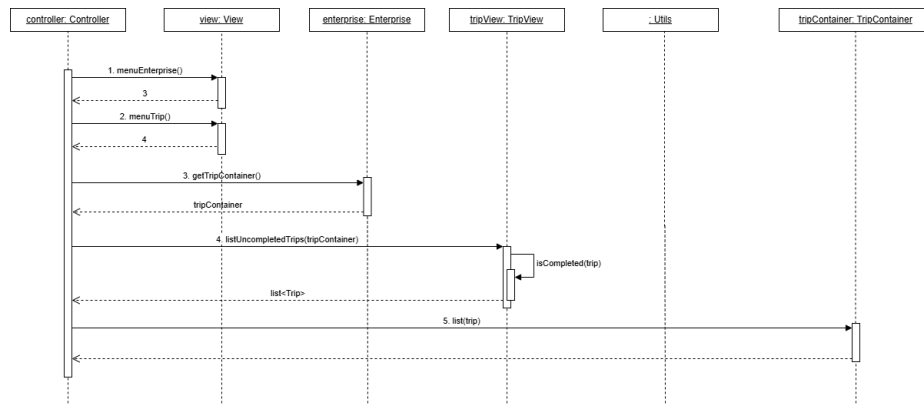 controller: Controller
view: View
enterprise: Enterprise
tripView: TripView
: Utils
tripContainer: TripContainer
1. menuEnterprise()
3
2. menuTrip()
4
3. getTripContainer()
tripContainer
4. listUncompletedTrips(tripContainer)
isCompleted(trip)
list<Trip>
5. list(trip)